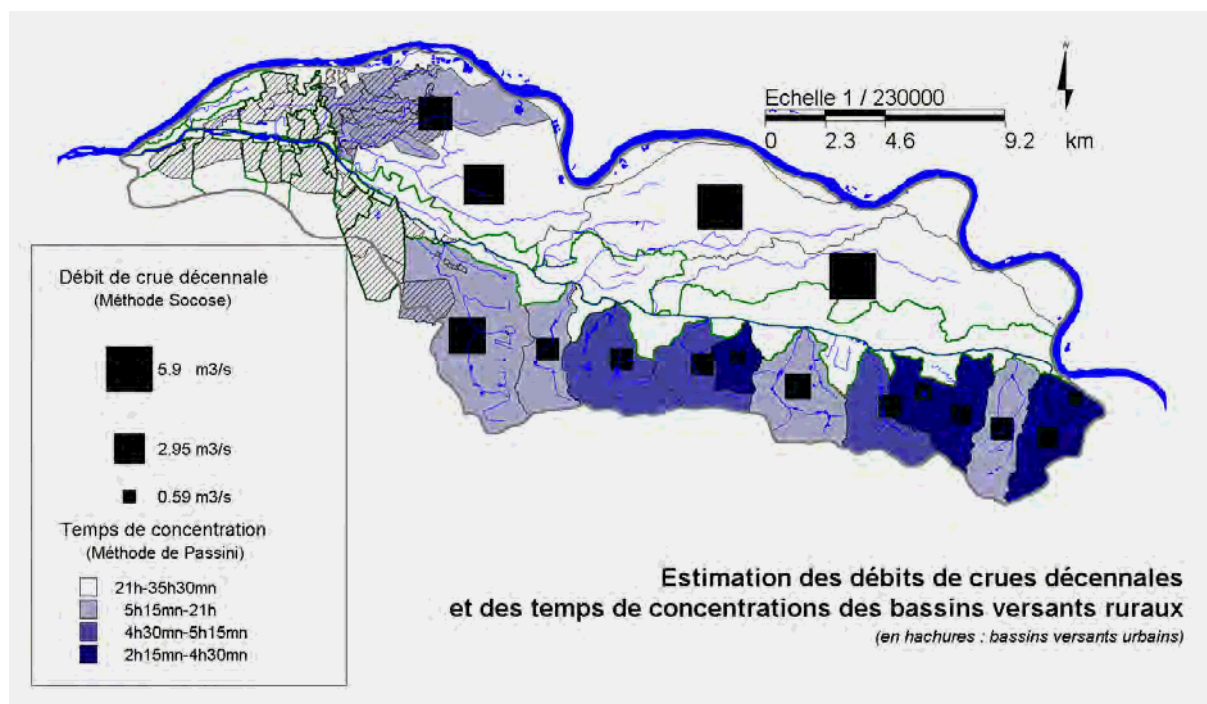 N
Echelle 1 / 230000
0 2.3 4.6 9.2 km
Débit de crue décennale
(Méthode Socose)
5.9 m3/s
2.95 m3/s
0.59 m3/s
Temps de concentration
(Méthode de Passini)
21h-35h30mn
5h15mn-21h
4h30mn-5h15mn
2h15mn-4h30mn
Estimation des débits de crues décennales
et des temps de concentrations des bassins versants ruraux
(en hachures : bassins versants urbains)